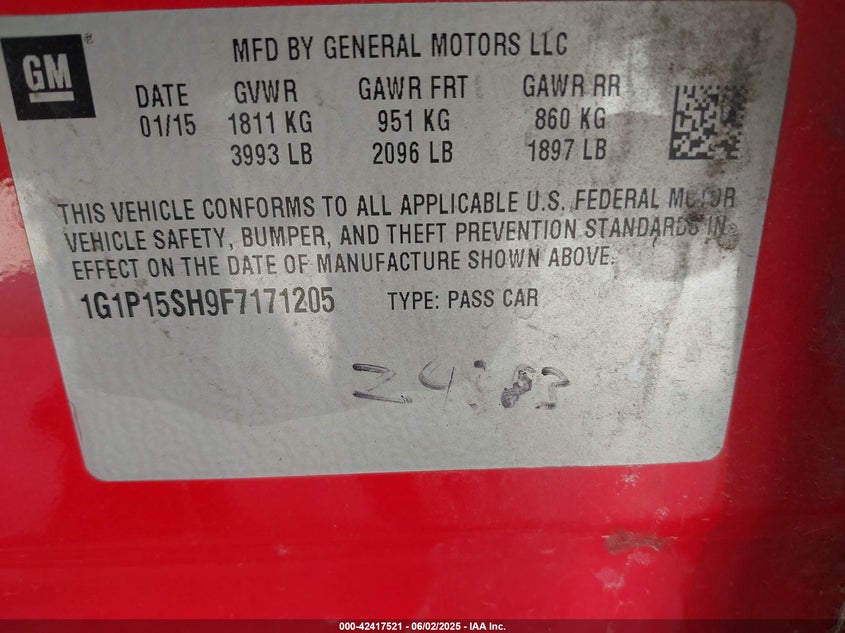 GM ®
MFD BY GENERAL MOTORS LLC
DATE GVWR GAWR FRT GAWR RR
01/15 1811 KG 951 KG 860 KG
3993 LB 2096 LB 1897 LB
THIS VEHICLE CONFORMS TO ALL APPLICABLE U.S. FEDERAL MOTOR
VEHICLE SAFETY, BUMPER, AND THEFT PREVENTION STANDARDS IN
EFFECT ON THE DATE OF MANUFACTURE SHOWN ABOVE.
1G1P15SH9F7171205 TYPE: PASS CAR
000-42417521 - 06/02/2025 - IAA Inc.